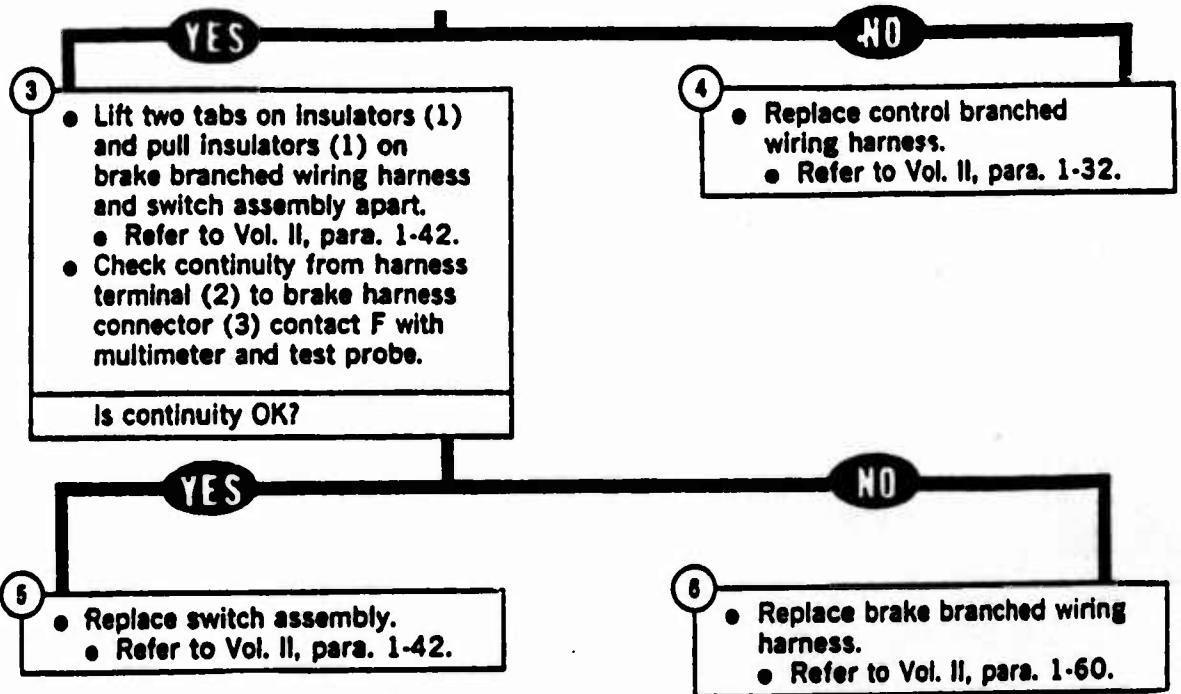 YES
NO
3
• Lift two tabs on insulators (1)
and pull insulators (1) on
brake branched wiring harness
and switch assembly apart.
• Refer to Vol. II, para. 1-42.
• Check continuity from harness
terminal (2) to brake harness
connector (3) contact F with
multimeter and test probe.
Is continuity OK?
4
• Replace control branched
wiring harness.
• Refer to Vol. II, para. 1-32.
YES
NO
5
• Replace switch assembly.
• Refer to Vol. II, para. 1-42.
6
• Replace brake branched wiring
harness.
• Refer to Vol. II, para. 1-60.